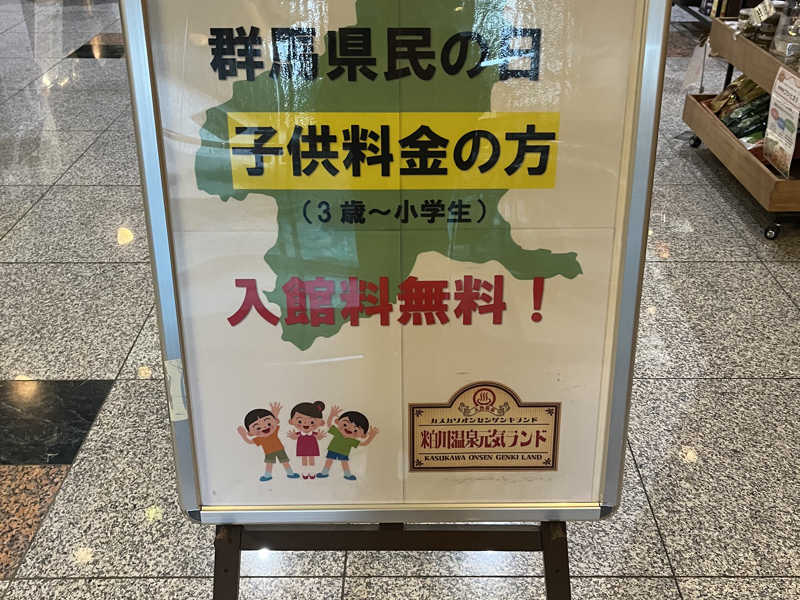 群馬県民の日
子供料金の方
（3歳～小学生）
入館料無料！
カスカワオンセンゲンキランド
粕川温泉元気ランド
KASUKAWA ONSEN GENKI LAND